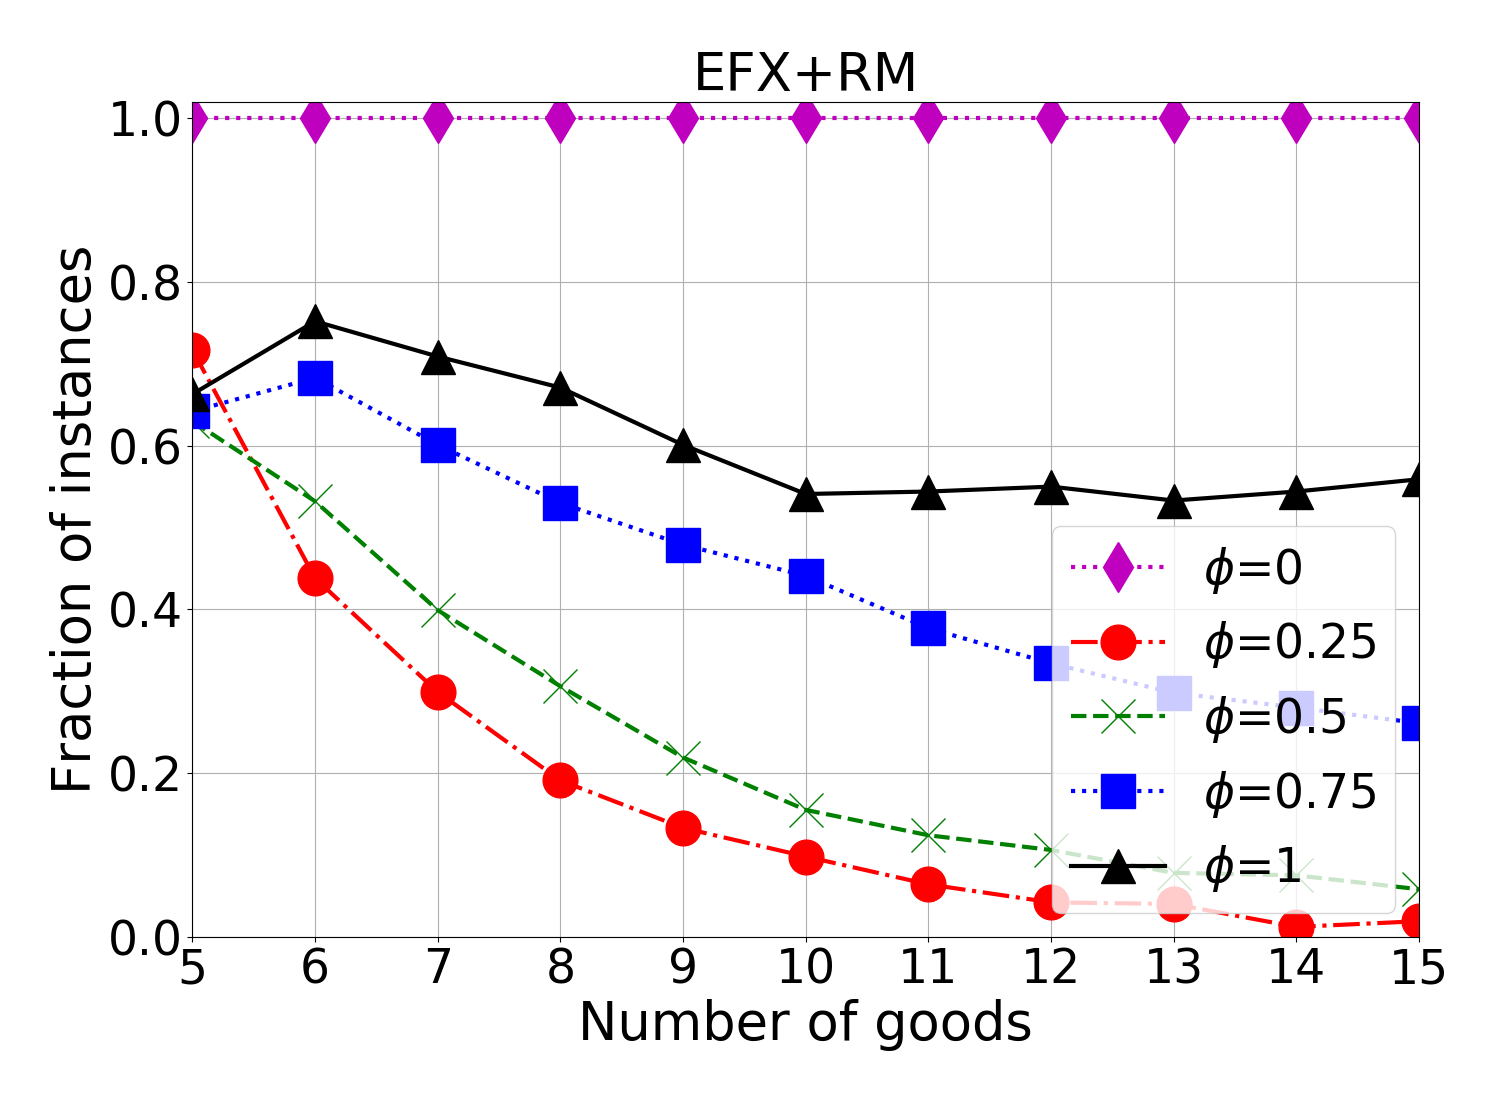 EFX+RM
Fraction of instances
1.0
0.8
0.6
0.4
0.2
0.0
5 6 7 8 9 10 11 12 13 14 15
Number of goods
ϕ=0
ϕ=0.25
ϕ=0.5
ϕ=0.75
ϕ=1